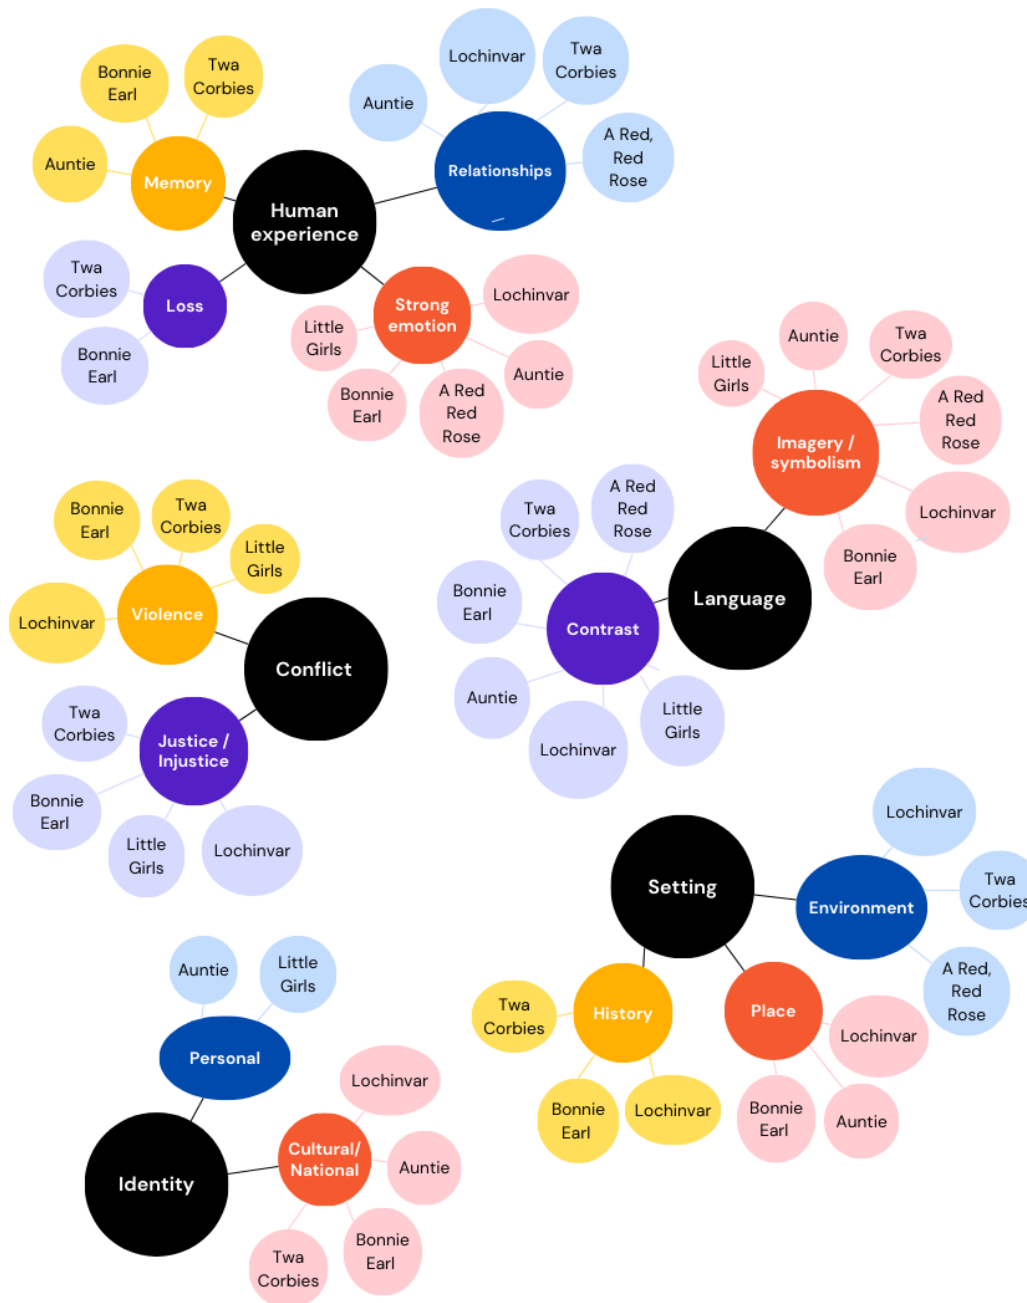 Human
experience
Memory
Auntie
Bonnie
Earl
Twa
Corbies
Relationships
Auntie
Lochinvar
Twa
Corbies
A Red,
Red
Rose
Loss
Twa
Corbies
Bonnie
Earl
Strong
emotion
Little
Girls
Bonnie
Earl
A Red
Red
Rose
Auntie
Lochinvar
Language
Imagery /
symbolism
Little
Girls
Auntie
Twa
Corbies
A Red
Red
Rose
Lochinvar
Bonnie
Earl
Contrast
A Red
Red
Rose
Twa
Corbies
Bonnie
Earl
Auntie
Lochinvar
Little
Girls
Conflict
Violence
Bonnie
Earl
Twa
Corbies
Little
Girls
Lochinvar
Justice /
Injustice
Twa
Corbies
Bonnie
Earl
Little
Girls
Lochinvar
Setting
Environment
Lochinvar
Twa
Corbies
A Red,
Red
Rose
History
Twa
Corbies
Bonnie
Earl
Lochinvar
Place
Lochinvar
Auntie
Bonnie
Earl
Identity
Personal
Auntie
Little
Girls
Cultural/
National
Lochinvar
Auntie
Bonnie
Earl
Twa
Corbies